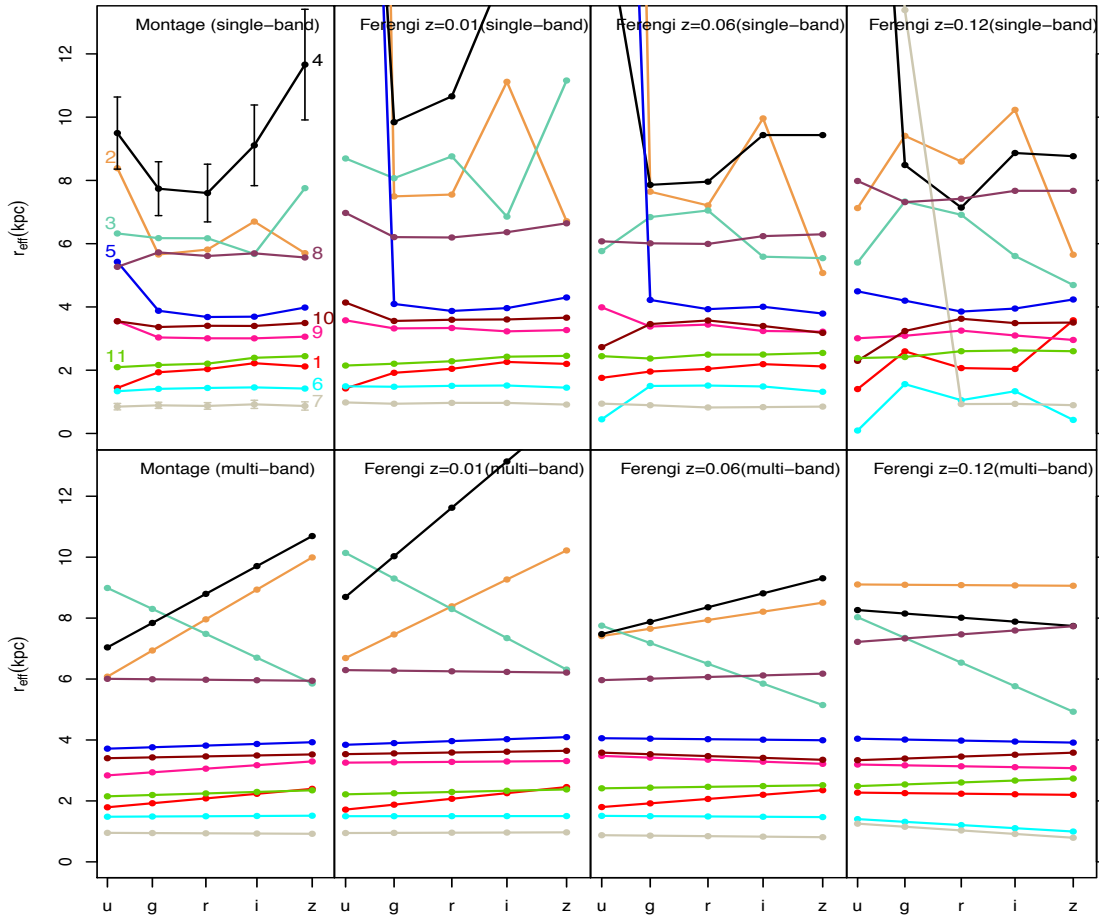 Montage (single-band)
Ferengi z=0.01(single-band)
Ferengi z=0.06(single-band)
Ferengi z=0.12(single-band)
r_eff(kpc)
12
10
8
6
4
2
0
4
2
3
5
8
10
9
11
1
6
7
Montage (multi-band)
Ferengi z=0.01(multi-band)
Ferengi z=0.06(multi-band)
Ferengi z=0.12(multi-band)
r_eff(kpc)
12
10
8
6
4
2
0
u g r i z
u g r i z
u g r i z
u g r i z